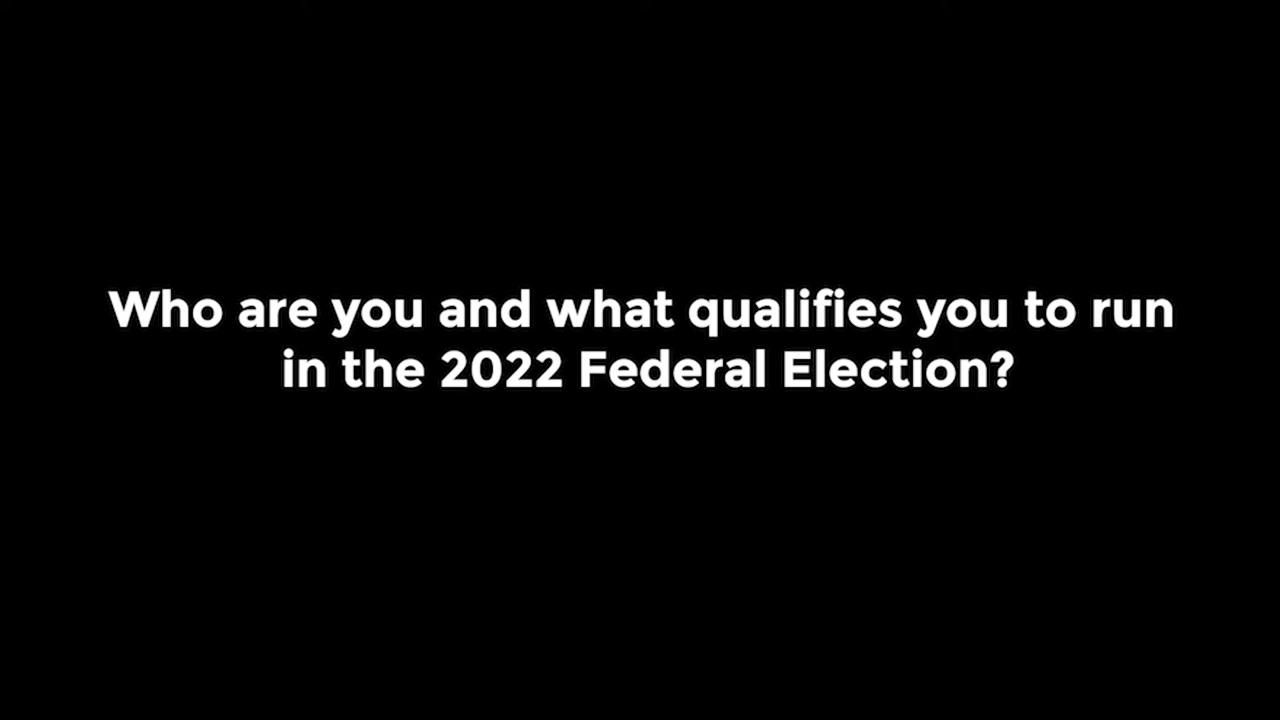 Who are you and what qualifies you to run
in the 2022 Federal Election?